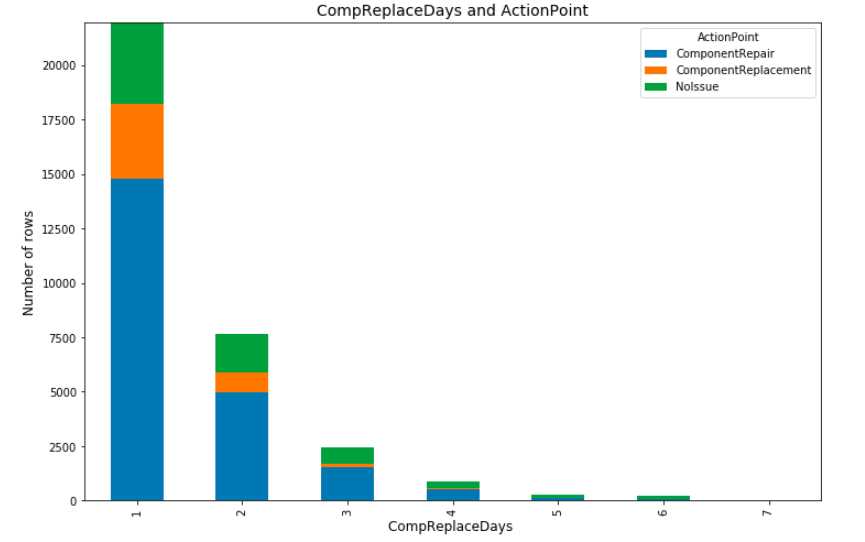 CompReplaceDays and ActionPoint
ActionPoint
ComponentRepair
ComponentReplacement
NoIssue
Number of rows
20000
17500
15000
12500
10000
7500
5000
2500
0
1
2
3
4
5
6
7
CompReplaceDays